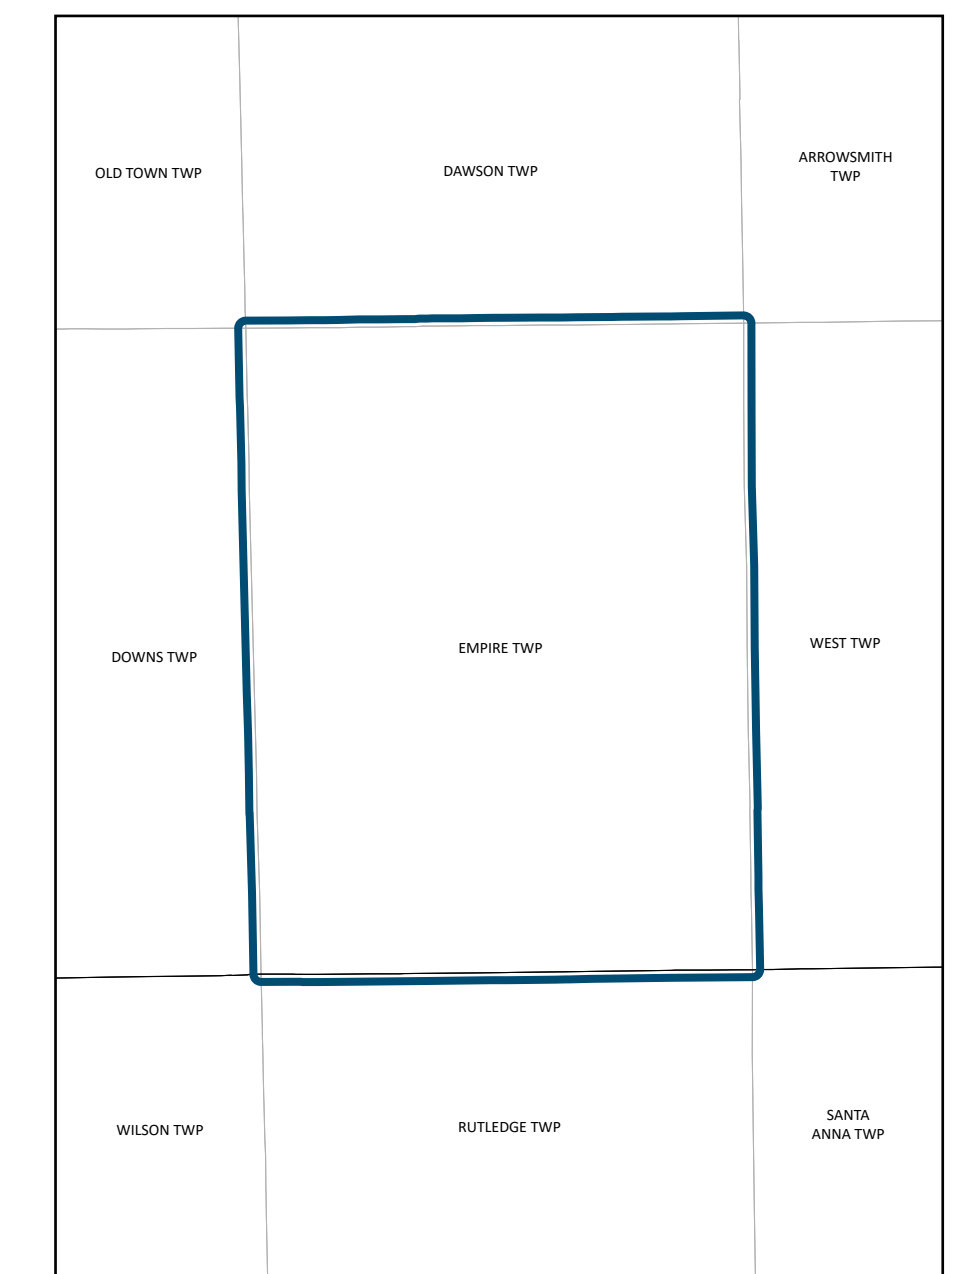 OLD TOWN TWP
DAWSON TWP
ARROWSMITH
TWP
DOWNS TWP
EMPIRE TWP
WEST TWP
WILSON TWP
RUTLEDGE TWP
SANTA
ANNA TWP